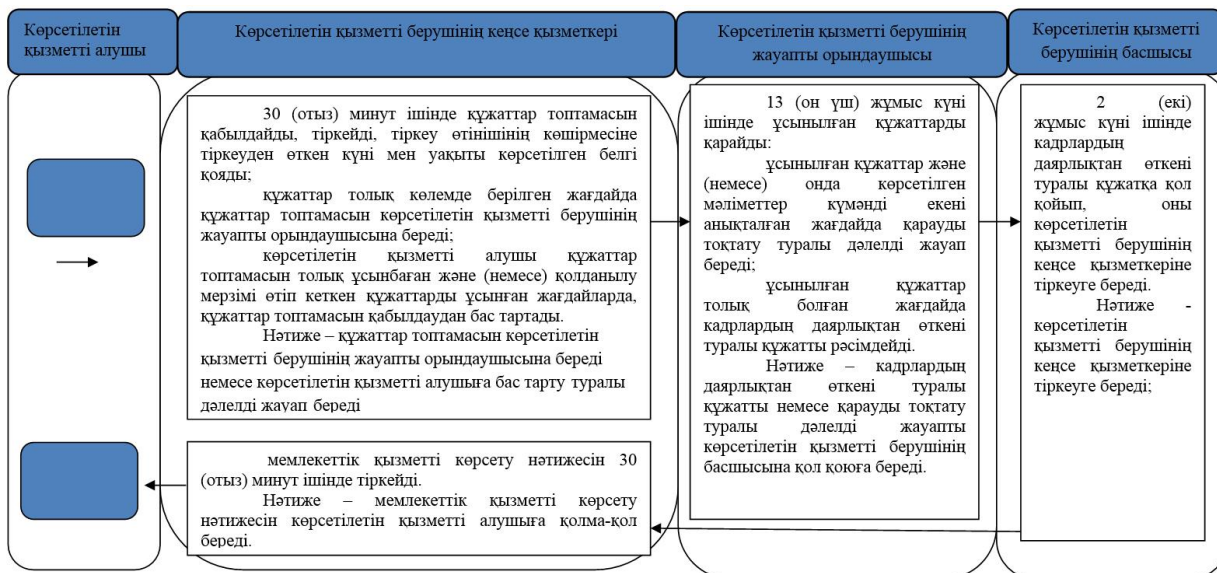 Көрсетілетін
қызметті алушы
Көрсетілетін қызметті берушінің кеңсе қызметкері
Көрсетілетін қызметті берушінің
жауапты орындаушысы
Көрсетілетін қызметті
берушінің басшысы
30 (отыз) минут ішінде құжаттар топтамасын
қабылдайды, тіркейді, тіркеу өтінішінің көшірмесіне
тіркеуден өткен күні мен уақыты көрсетілген белгі
қояды;
құжаттар толық көлемде берілген жағдайда
құжаттар топтамасын көрсетілетін қызметті берушінің
жауапты орындаушысына береді;
көрсетілетін қызметті алушы құжаттар
топтамасын толық ұсынбаған және (немесе) қолданылу
мерзімі өтіп кеткен құжаттарды ұсынған жағдайларда,
құжаттар топтамасын қабылдаудан бас тартады.
Нәтиже – құжаттар топтамасын көрсетілетін
қызметті берушінің жауапты орындаушысына береді
немесе көрсетілетін қызметті алушыға бас тарту туралы
дәлелді жауап береді
13 (он үш) жұмыс күні
ішінде ұсынылған құжаттарды
қарайды:
ұсынылған құжаттар және
(немесе) онда көрсетілген
мәліметтер күмәнді екені
анықталған жағдайда қарауды
тоқтату туралы дәлелді жауап
береді;
ұсынылған құжаттар
толық болған жағдайда
кадрлардың даярлықтан өткені
туралы құжатты рәсімдейді.
Нәтиже – кадрлардың
даярлықтан өткені туралы
құжатты немесе қарауды тоқтату
туралы дәлелді жауапты
көрсетілетін қызметті берушінің
басшысына қол қоюға береді.
2 (екі)
жұмыс күні ішінде
кадрлардың
даярлықтан өткені
туралы құжатқа қол
қойып, оны
көрсетілетін
қызметті берушінің
кеңсе қызметкеріне
тіркеуге береді.
Нәтиже -
көрсетілетін
қызметті берушінің
кеңсе қызметкеріне
тіркеуге береді;
мемлекеттік қызметті көрсету нәтижесін 30
(отыз) минут ішінде тіркейді.
Нәтиже – мемлекеттік қызметті көрсету
нәтижесін көрсетілетін қызметті алушыға қолма-қол
береді.